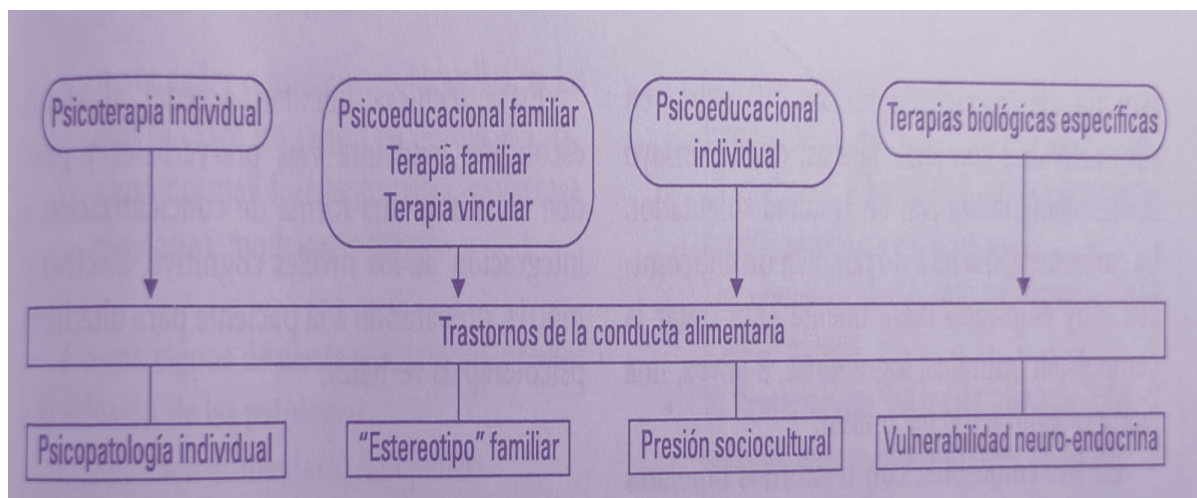 Psicoterapia individual
Psicoeducacional familiar
Terapia familiar
Terapia vincular
Psicoeducacional
individual
Terapias biológicas específicas
Trastornos de la conducta alimentaria
Psicopatología individual
"Estereotipo" familiar
Presión sociocultural
Vulnerabilidad neuro-endocrina